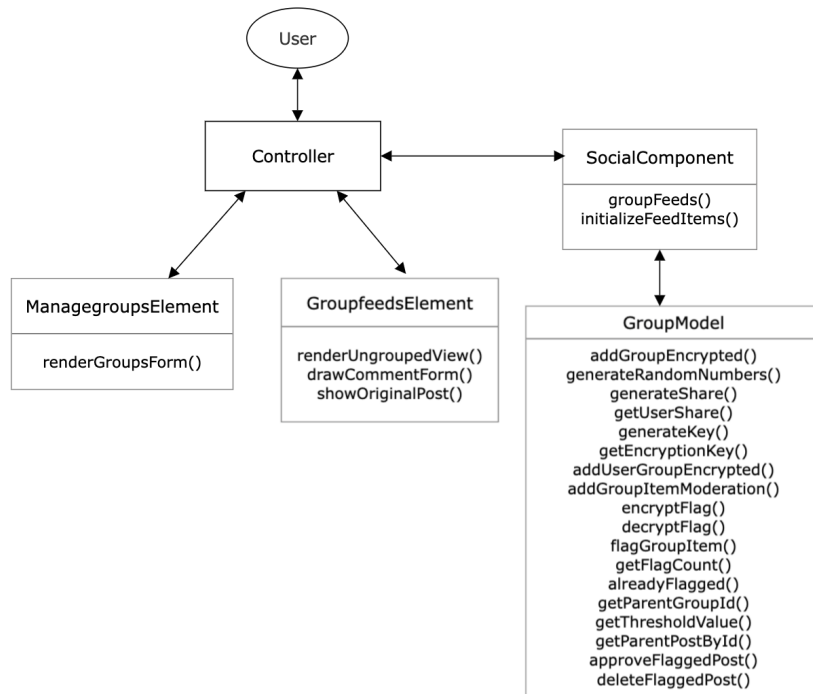 User
Controller
SocialComponent
groupFeeds()
initializeFeedItems()
ManagegroupsElement
renderGroupsForm()
GroupfeedsElement
renderUngroupedView()
drawCommentForm()
showOriginalPost()
GroupModel
addGroupEncrypted()
generateRandomNumbers()
generateShare()
getUserShare()
generateKey()
getEncryptionKey()
addUserGroupEncrypted()
addGroupItemModeration()
encryptFlag()
decryptFlag()
flagGroupItem()
getFlagCount()
alreadyFlagged()
getParentGroupId()
getThresholdValue()
getParentPostById()
approveFlaggedPost()
deleteFlaggedPost()